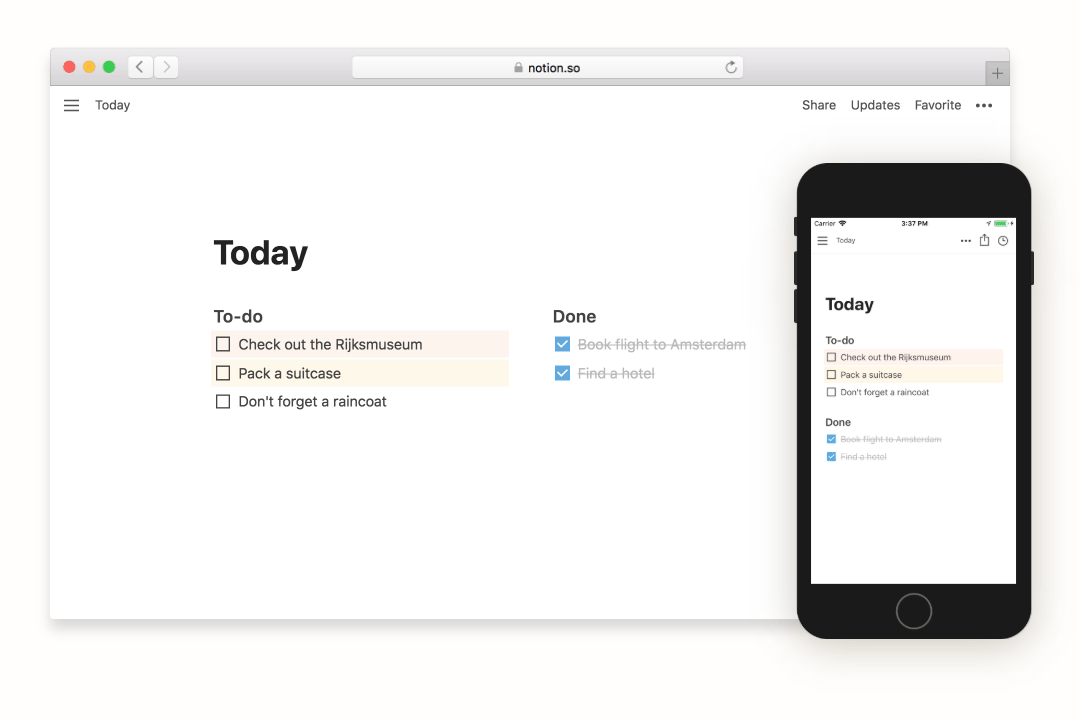 notion.so
Today
Share Updates Favorite
Today
To-do
Check out the Rijksmuseum
Pack a suitcase
Don't forget a raincoat
Done
Book flight to Amsterdam
Find a hotel
Carrier 3:37 PM
Today
Today
To-do
Check out the Rijksmuseum
Pack a suitcase
Don't forget a raincoat
Done
Book flight to Amsterdam
Find a hotel